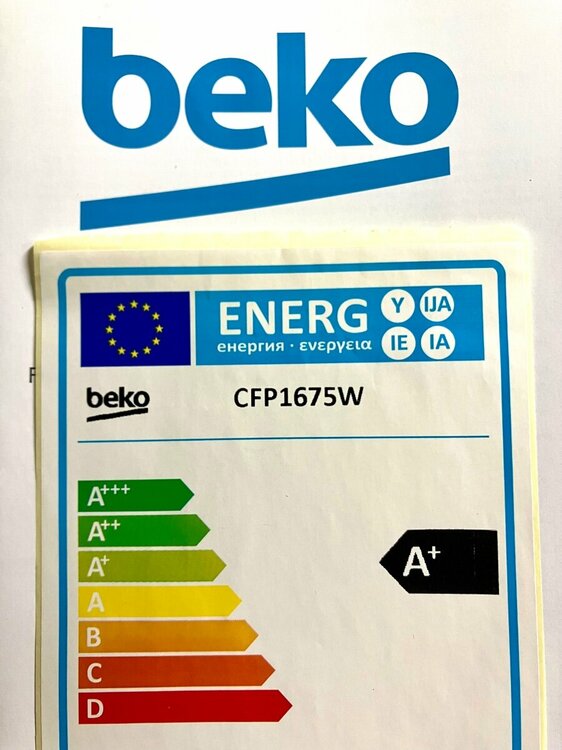 beko
F
ENERG Y IJA
енергия · ενεργεια IE IA
beko CFP1675W
A+++
A++
A+
A+
A
B
C
D